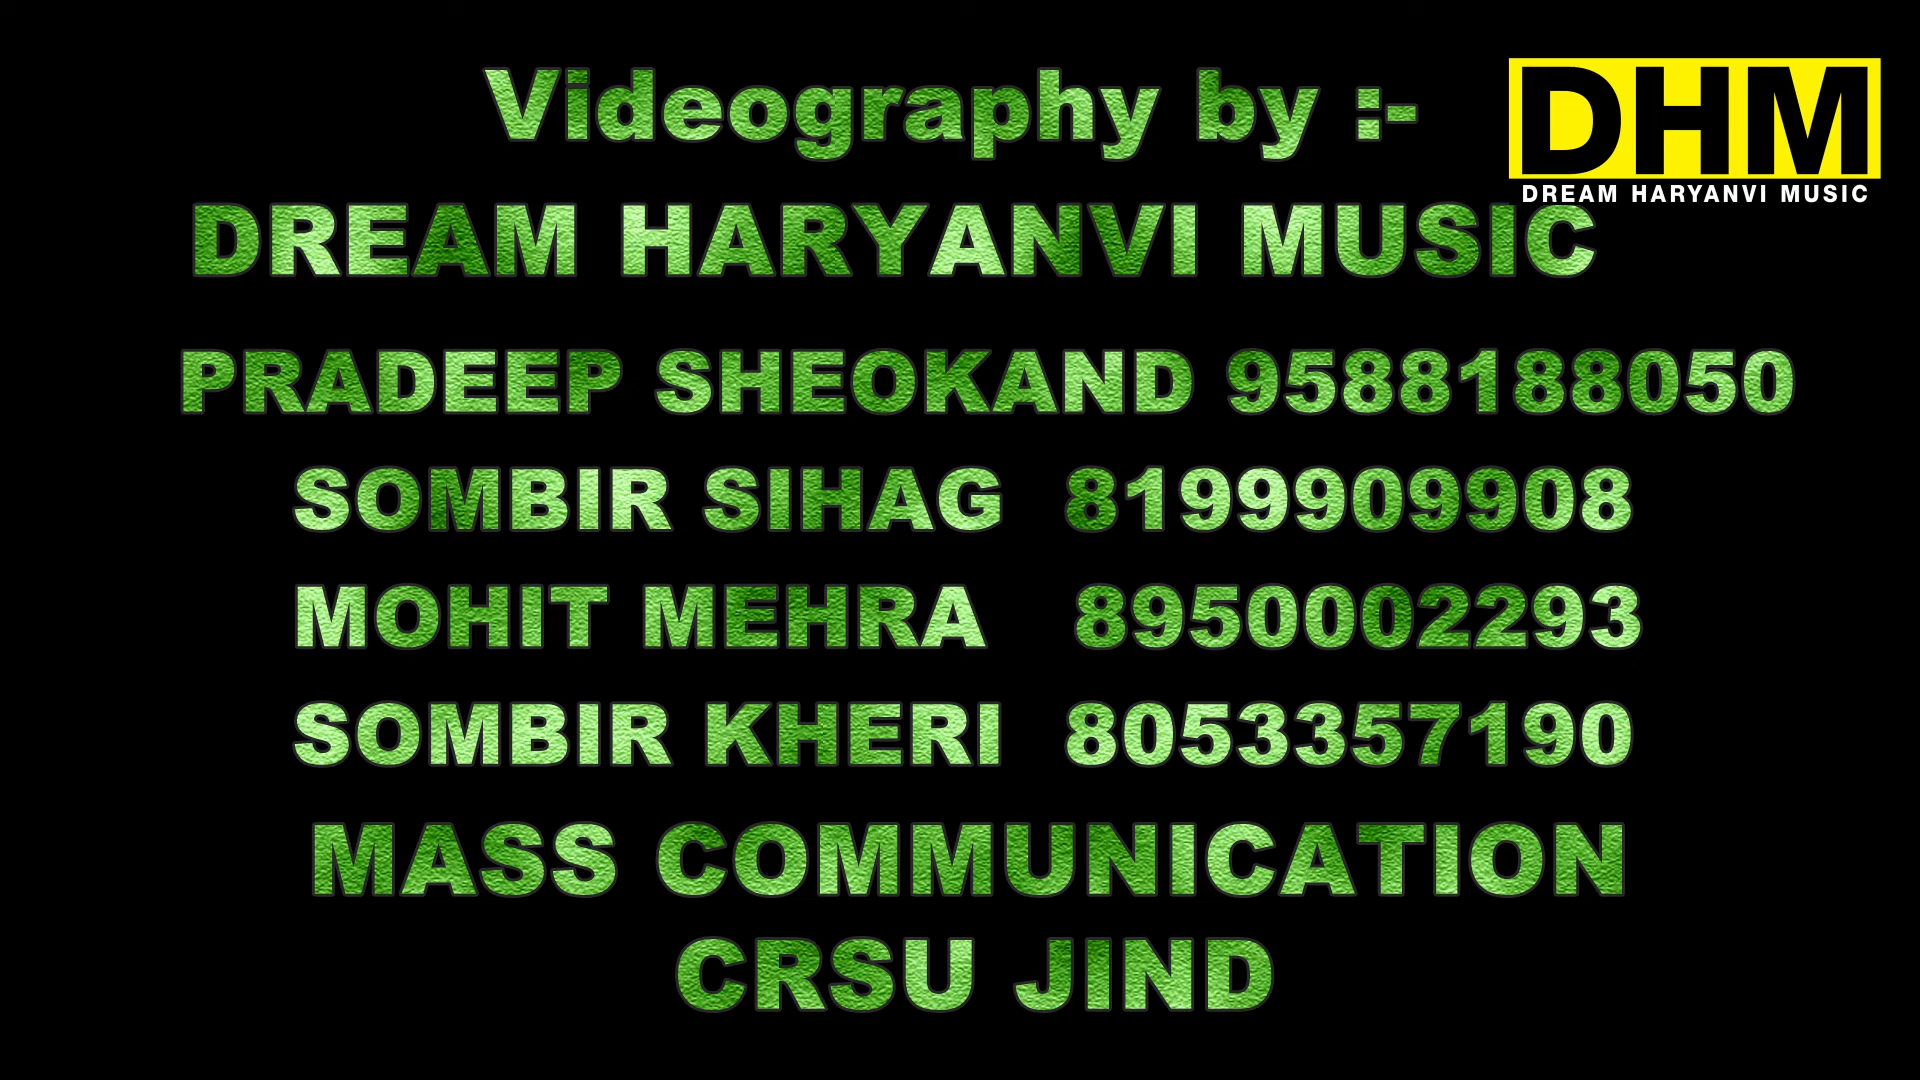 Videography by :-
DHM
DREAM HARYANVI MUSIC
DREAM HARYANVI MUSIC
PRADEEP SHEOKAND 9588188050
SOMBIR SIHAG 8199909908
MOHIT MEHRA 8950002293
SOMBIR KHERI 8053357190
MASS COMMUNICATION
CRSU JIND